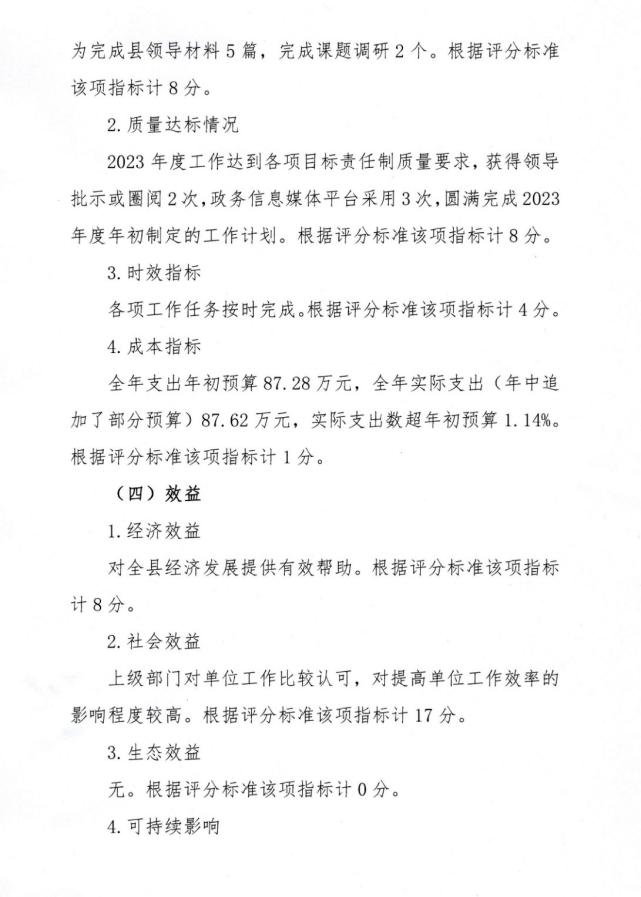 为完成县领导材料5篇，完成课题调研2个。根据评分标准
该项指标计8分。
2.质量达标情况
2023年度工作达到各项目标责任制质量要求，获得领导
批示或圈阅2次，政务信息媒体平台采用3次，圆满完成2023
年度年初制定的工作计划。根据评分标准该项指标计8分。
3.时效指标
各项工作任务按时完成。根据评分标准该项指标计4分。
4.成本指标
全年支出年初预算87.28万元，全年实际支出（年中追
加了部分预算）87.62万元，实际支出数超年初预算1.14%。
根据评分标准该项指标计1分。
（四）效益
1.经济效益
对全县经济发展提供有效帮助。根据评分标准该项指标
计8分。
2.社会效益
上级部门对单位工作比较认可，对提高单位工作效率的
影响程度较高。根据评分标准该项指标计17分。
3.生态效益
无。根据评分标准该项指标计0分。
4.可持续影响